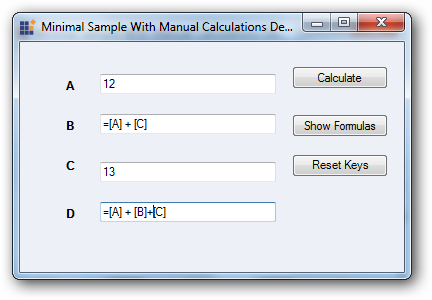 Minimal Sample With Manual Calculations De...
A 12 Calculate
B =[A] + [C] Show Formulas
C 13 Reset Keys
D =[A] + [B]+[C]